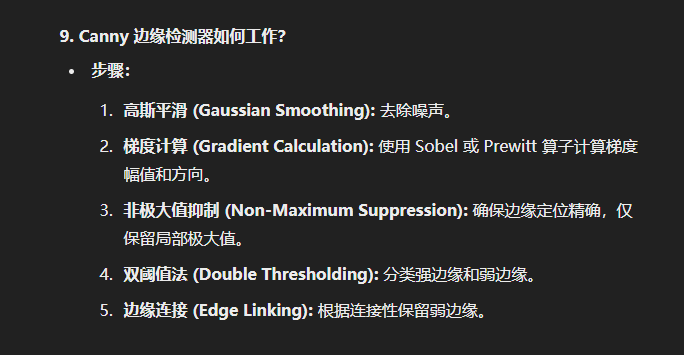 9. Canny 边缘检测器如何工作?
• 步骤:
1. 高斯平滑 (Gaussian Smoothing): 去除噪声。
2. 梯度计算 (Gradient Calculation): 使用 Sobel 或 Prewitt 算子计算梯度
幅值和方向。
3. 非极大值抑制 (Non-Maximum Suppression): 确保边缘定位精确，仅
保留局部极大值。
4. 双阈值法 (Double Thresholding): 分类强边缘和弱边缘。
5. 边缘连接 (Edge Linking): 根据连接性保留弱边缘。